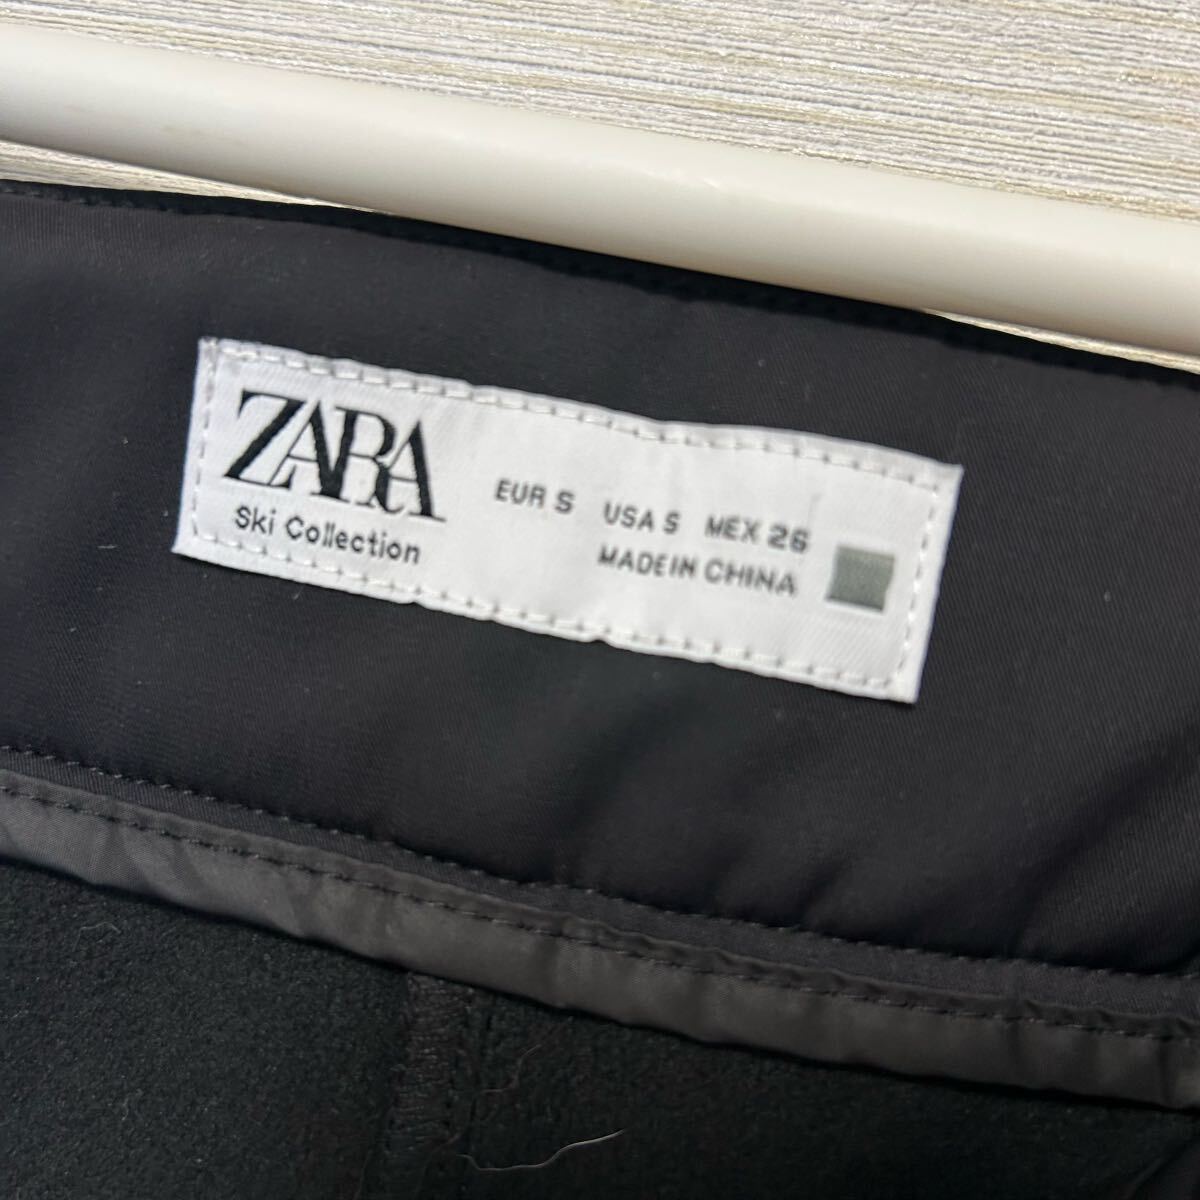 ZARA
Ski Collection
EUR S USA S MEX 26
MADE IN CHINA